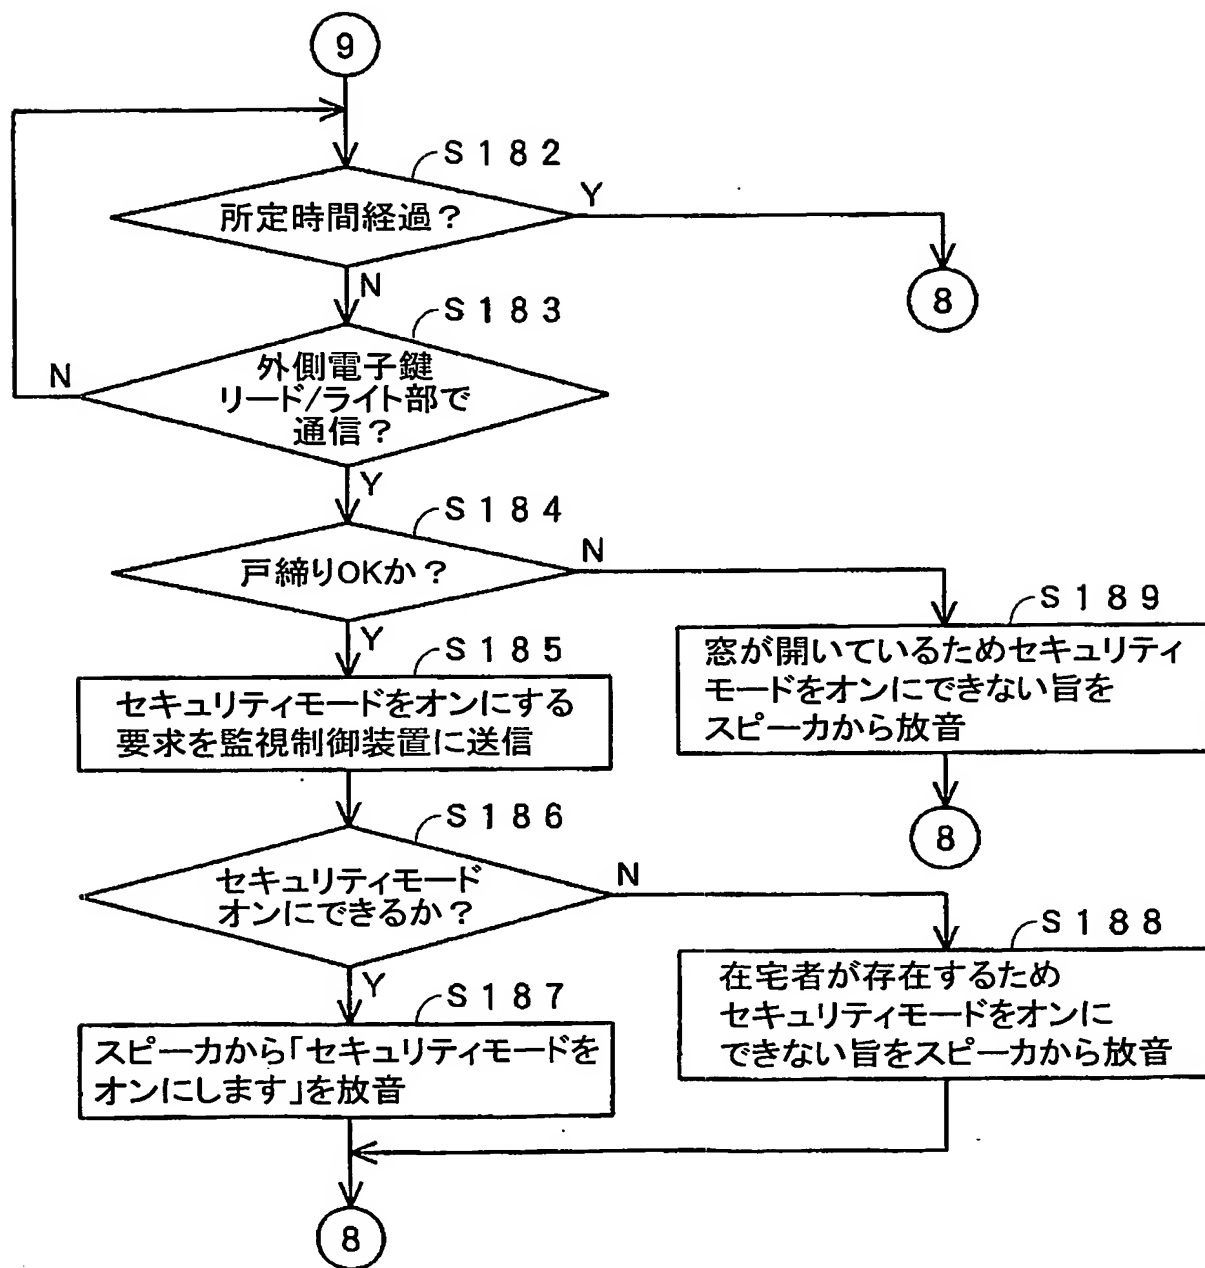 9
S182
所定時間経過？
Y
8
N
S183
外側電子鍵
リード/ライト部で
通信？
N
Y
S184
戸締りOKか？
N
S189
窓が開いているためセキュリティ
モードをオンにできない旨を
スピーカから放音
8
Y
S185
セキュリティモードをオンにする
要求を監視制御装置に送信
S186
セキュリティモード
オンにできるか？
N
S188
在宅者が存在するため
セキュリティモードをオンに
できない旨をスピーカから放音
Y
S187
スピーカから「セキュリティモードを
オンにします」を放音
8